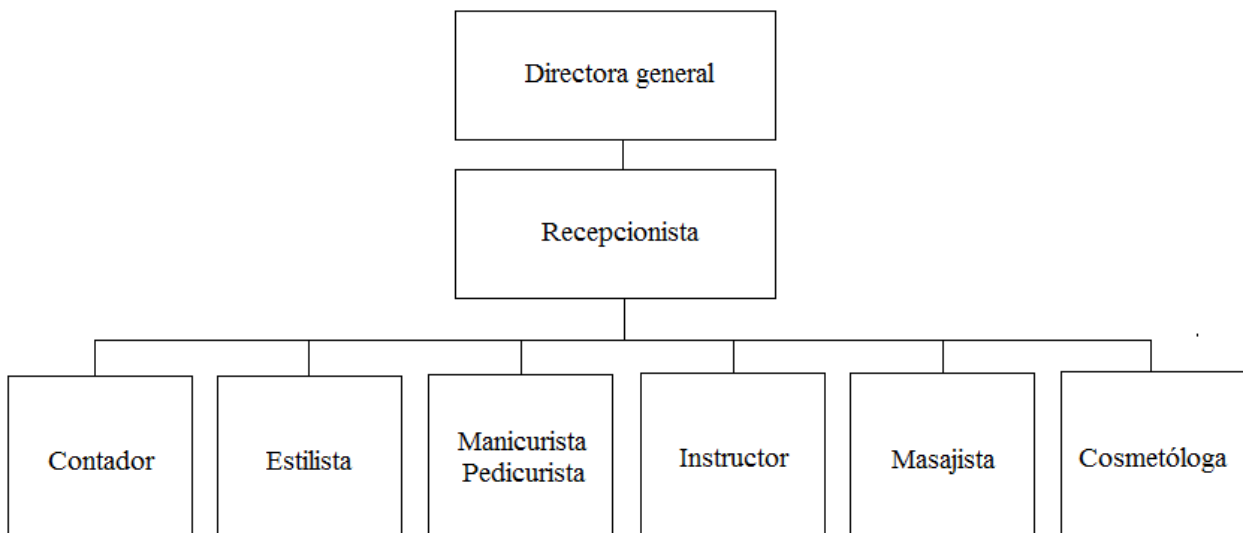 Directora general
Recepcionista
Contador
Estilista
Manicurista
Pedicurista
Instructor
Masajista
Cosmetóloga